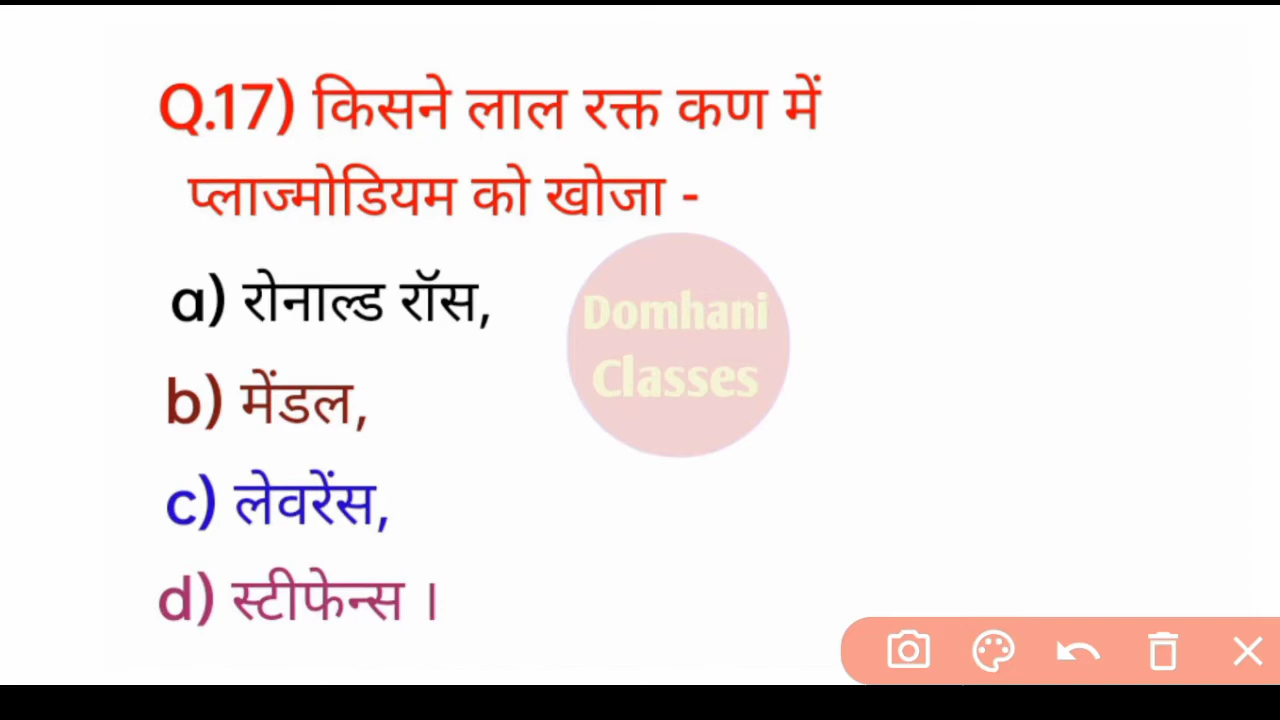 Q.17) किसने लाल रक्त कण में
प्लाज्मोडियम को खोजा -
a) रोनाल्ड रॉस,
Domhani
Classes
b) मेंडल,
c) लेवरेंस,
d) स्टीफेन्स ।